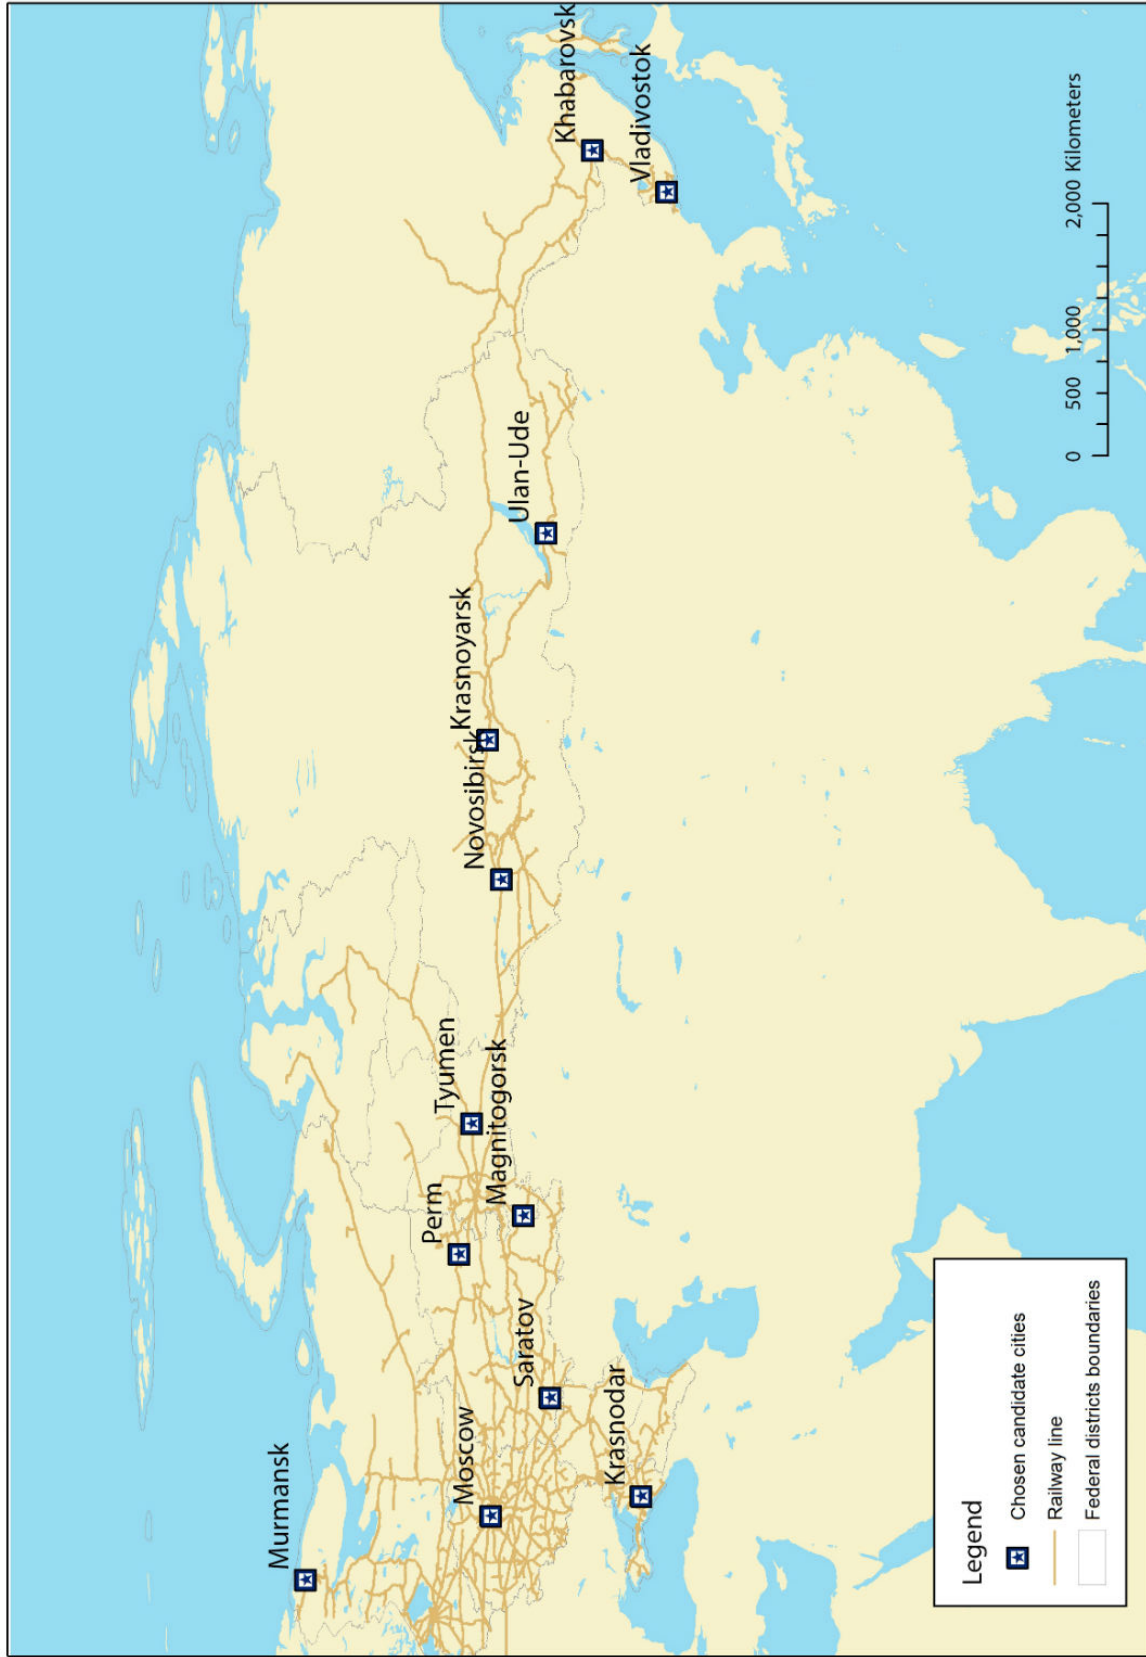 Murmansk
Moscow
Saratov
Krasnodar
Perm
Tyumen
Magnitogorsk
Novosibirsk
Krasnoyarsk
Ulan-Ude
Khabarovsk
Vladivostok
Legend
Chosen candidate cities
Railway line
Federal districts boundaries
0 500 1,000 2,000 Kilometers